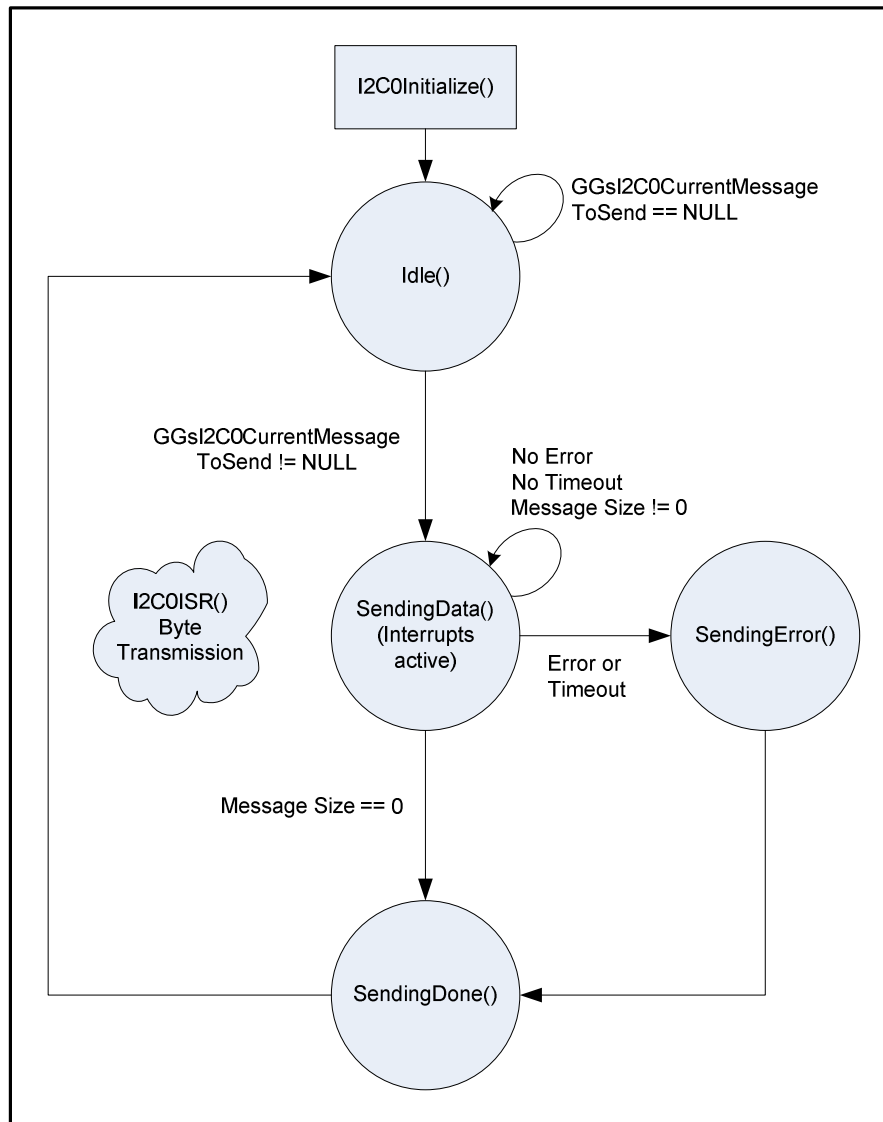 I2C0Initialize()
GGsI2C0CurrentMessage
ToSend == NULL
Idle()
GGsI2C0CurrentMessage
ToSend != NULL
No Error
No Timeout
Message Size != 0
I2C0ISR()
Byte
Transmission
SendingData()
(Interrupts
active)
Error or
Timeout
SendingError()
Message Size == 0
SendingDone()